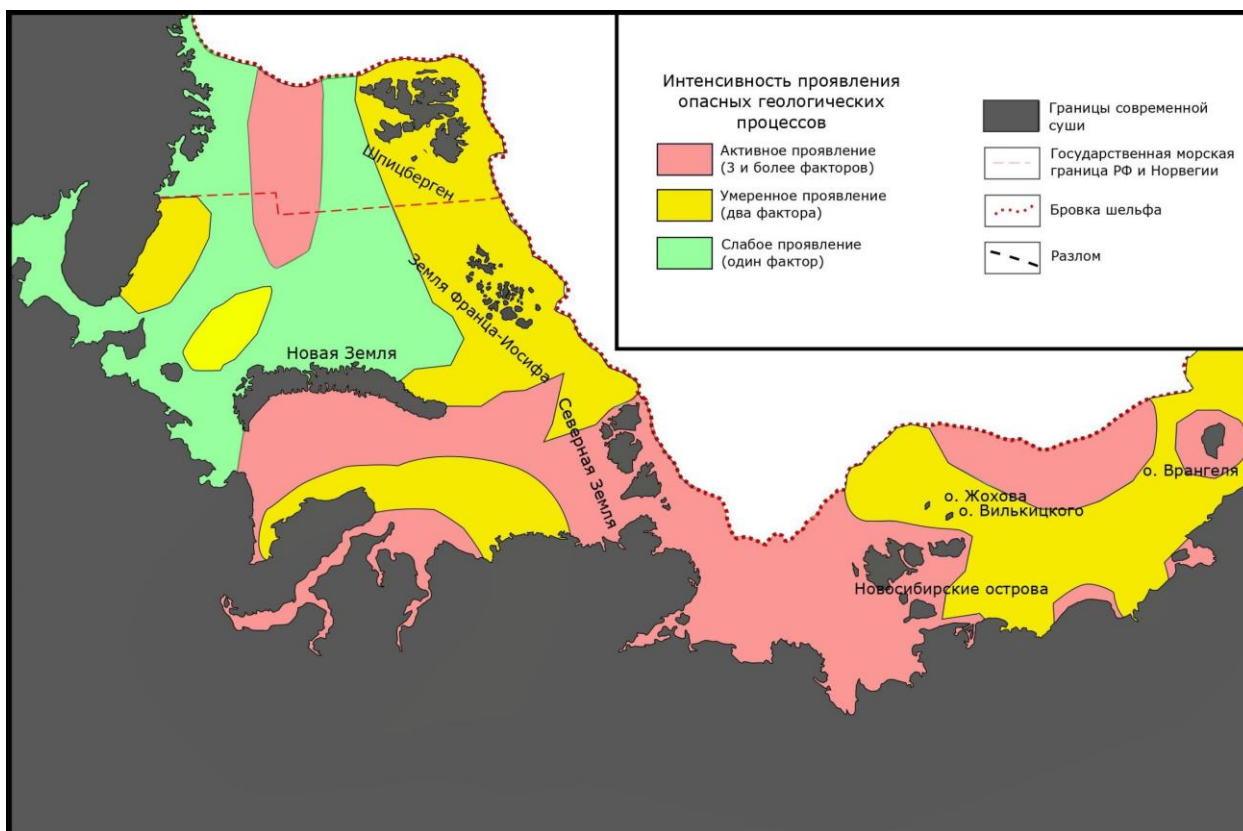 Интенсивность проявления
опасных геологических
процессов
Активное проявление
(3 и более факторов)
Умеренное проявление
(два фактора)
Слабое проявление
(один фактор)
Границы современной
суши
Государственная морская
граница РФ и Норвегии
Бровка шельфа
Разлом
Шпицберген
Земля Франца-Иосифа
Новая Земля
Северная Земля
о. Врангеля
о. Жохова
о. Вилькицкого
Новосибирские острова